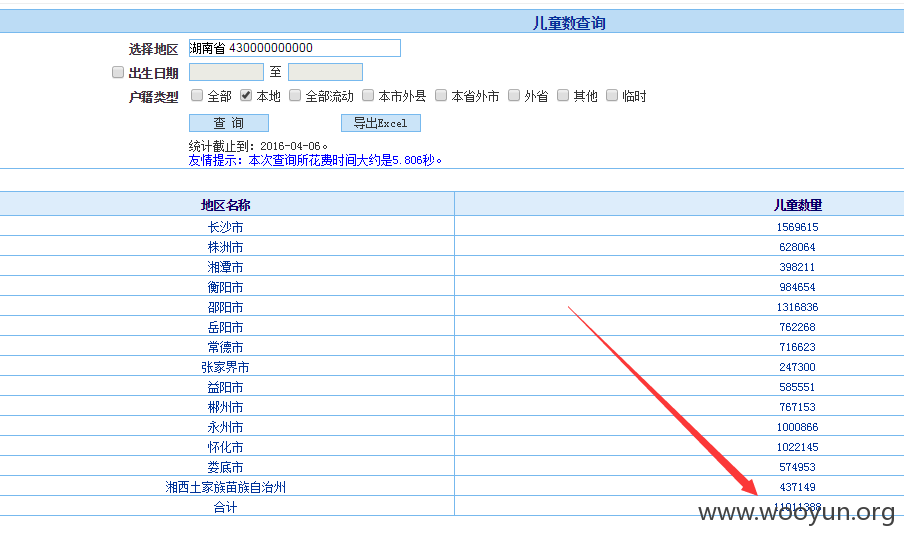 儿童数查询
选择地区 湖南省 430000000000
出生日期 至
户籍类型 全部 本地 全部流动 本市外县 本省外市 外省 其他 临时
查 询 导出Excel
统计截止到：2016-04-06。
友情提示：本次查询所花费时间大约是5.806秒。
地区名称 儿童数量
长沙市 1569615
株洲市 628064
湘潭市 398211
衡阳市 984654
邵阳市 1316836
岳阳市 762268
常德市 716623
张家界市 247300
益阳市 585551
郴州市 767153
永州市 1000866
怀化市 1022145
娄底市 574953
湘西土家族苗族自治州 437149
合计 11011388
www.wooyun.org